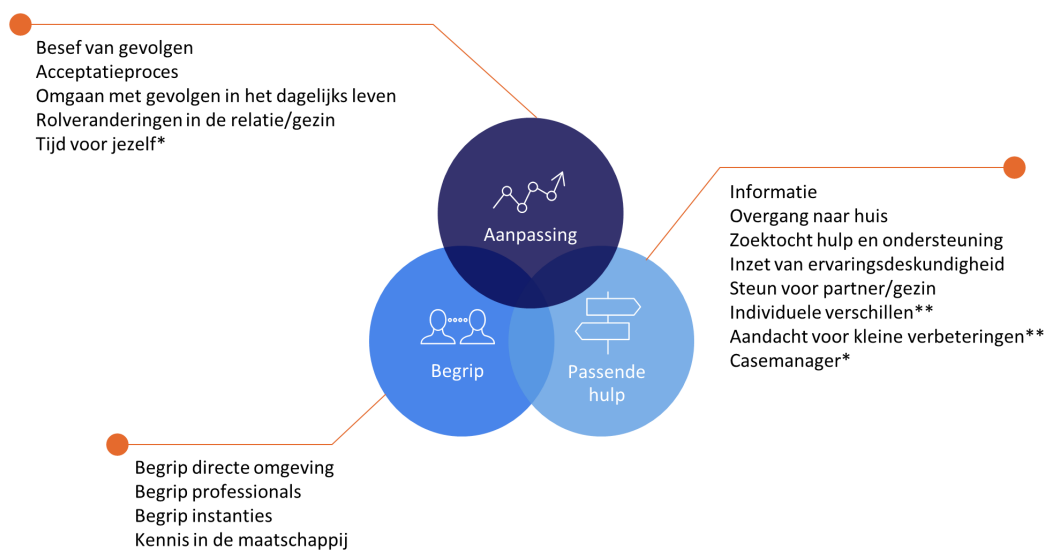 Besef van gevolgen
Acceptatieproces
Omgaan met gevolgen in het dagelijks leven
Rolveranderingen in de relatie/gezin
Tijd voor jezelf*
Aanpassing
Informatie
Overgang naar huis
Zoektocht hulp en ondersteuning
Inzet van ervaringsdeskundigheid
Steun voor partner/gezin
Individuele verschillen**
Aandacht voor kleine verbeteringen**
Casemanager*
Begrip
Passende
hulp
Begrip directe omgeving
Begrip professionals
Begrip instanties
Kennis in de maatschappij